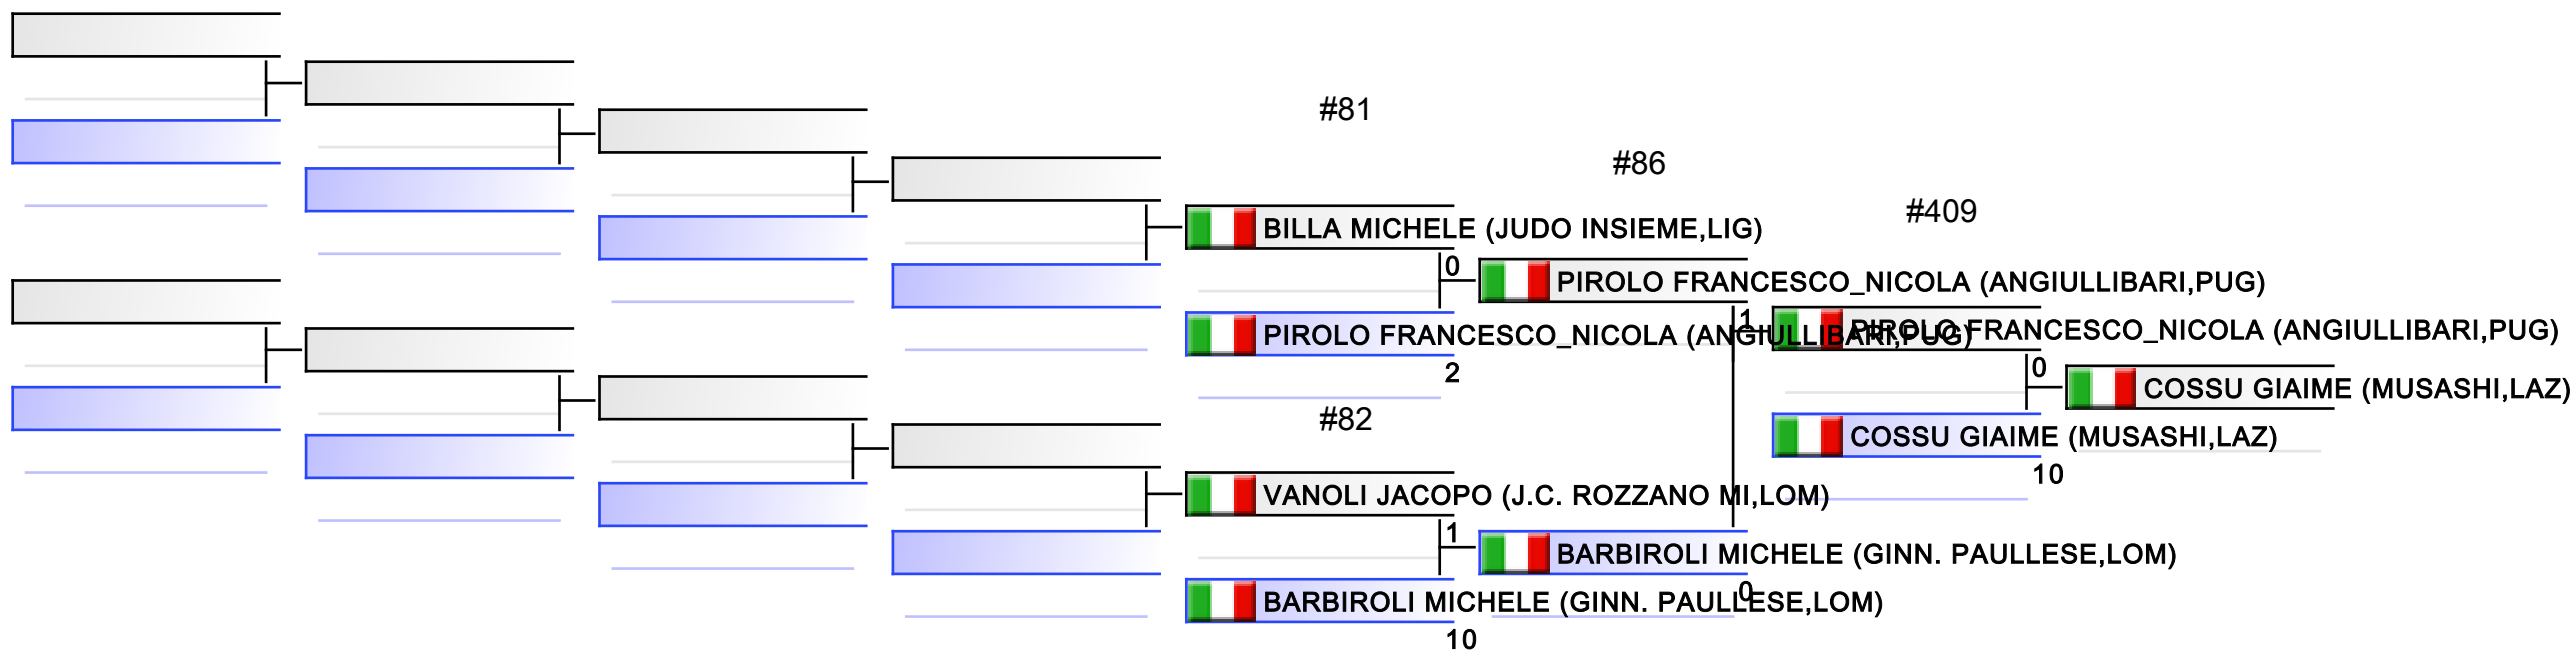 #81
#86
#409
BILLA MICHELE (JUDO INSIEME,LIG)
0
PIROLO FRANCESCO_NICOLA (ANGIULLIBARI,PUG)
1
PIROLO FRANCESCO_NICOLA (ANGIULLIBARI,PUG)
PIROLO FRANCESCO_NICOLA (ANGIULLIBARI,PUG)
0
2
COSSU GIAIME (MUSASHI,LAZ)
#82
COSSU GIAIME (MUSASHI,LAZ)
10
VANOLI JACOPO (J.C. ROZZANO MI,LOM)
1
BARBIROLI MICHELE (GINN. PAULLESE,LOM)
0
BARBIROLI MICHELE (GINN. PAULLESE,LOM)
10